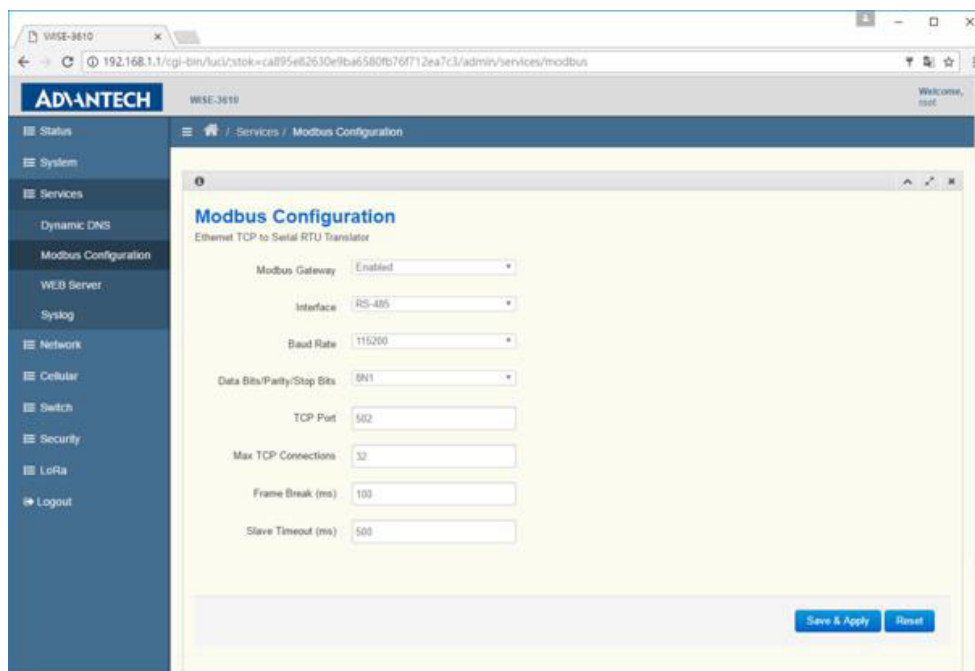 WISE-3610
192.168.1.1/cgi-bin/luci/;stok=ca895e82630e9ba6580fb76f712ea7c3/admin/services/modbus
ADVANTECH
WISE-3610
Welcome,
root
Status
/ Services / Modbus Configuration
System
Services
Dynamic DNS
Modbus Configuration
WEB Server
Syslog
Network
Cellular
Switch
Security
LoRa
Logout
Modbus Configuration
Ethernet TCP to Serial RTU Translator
Modbus Gateway Enabled
Interface RS-485
Baud Rate 115200
Data Bits/Parity/Stop Bits 8N1
TCP Port 502
Max TCP Connections 32
Frame Break (ms) 100
Slave Timeout (ms) 500
Save & Apply Reset